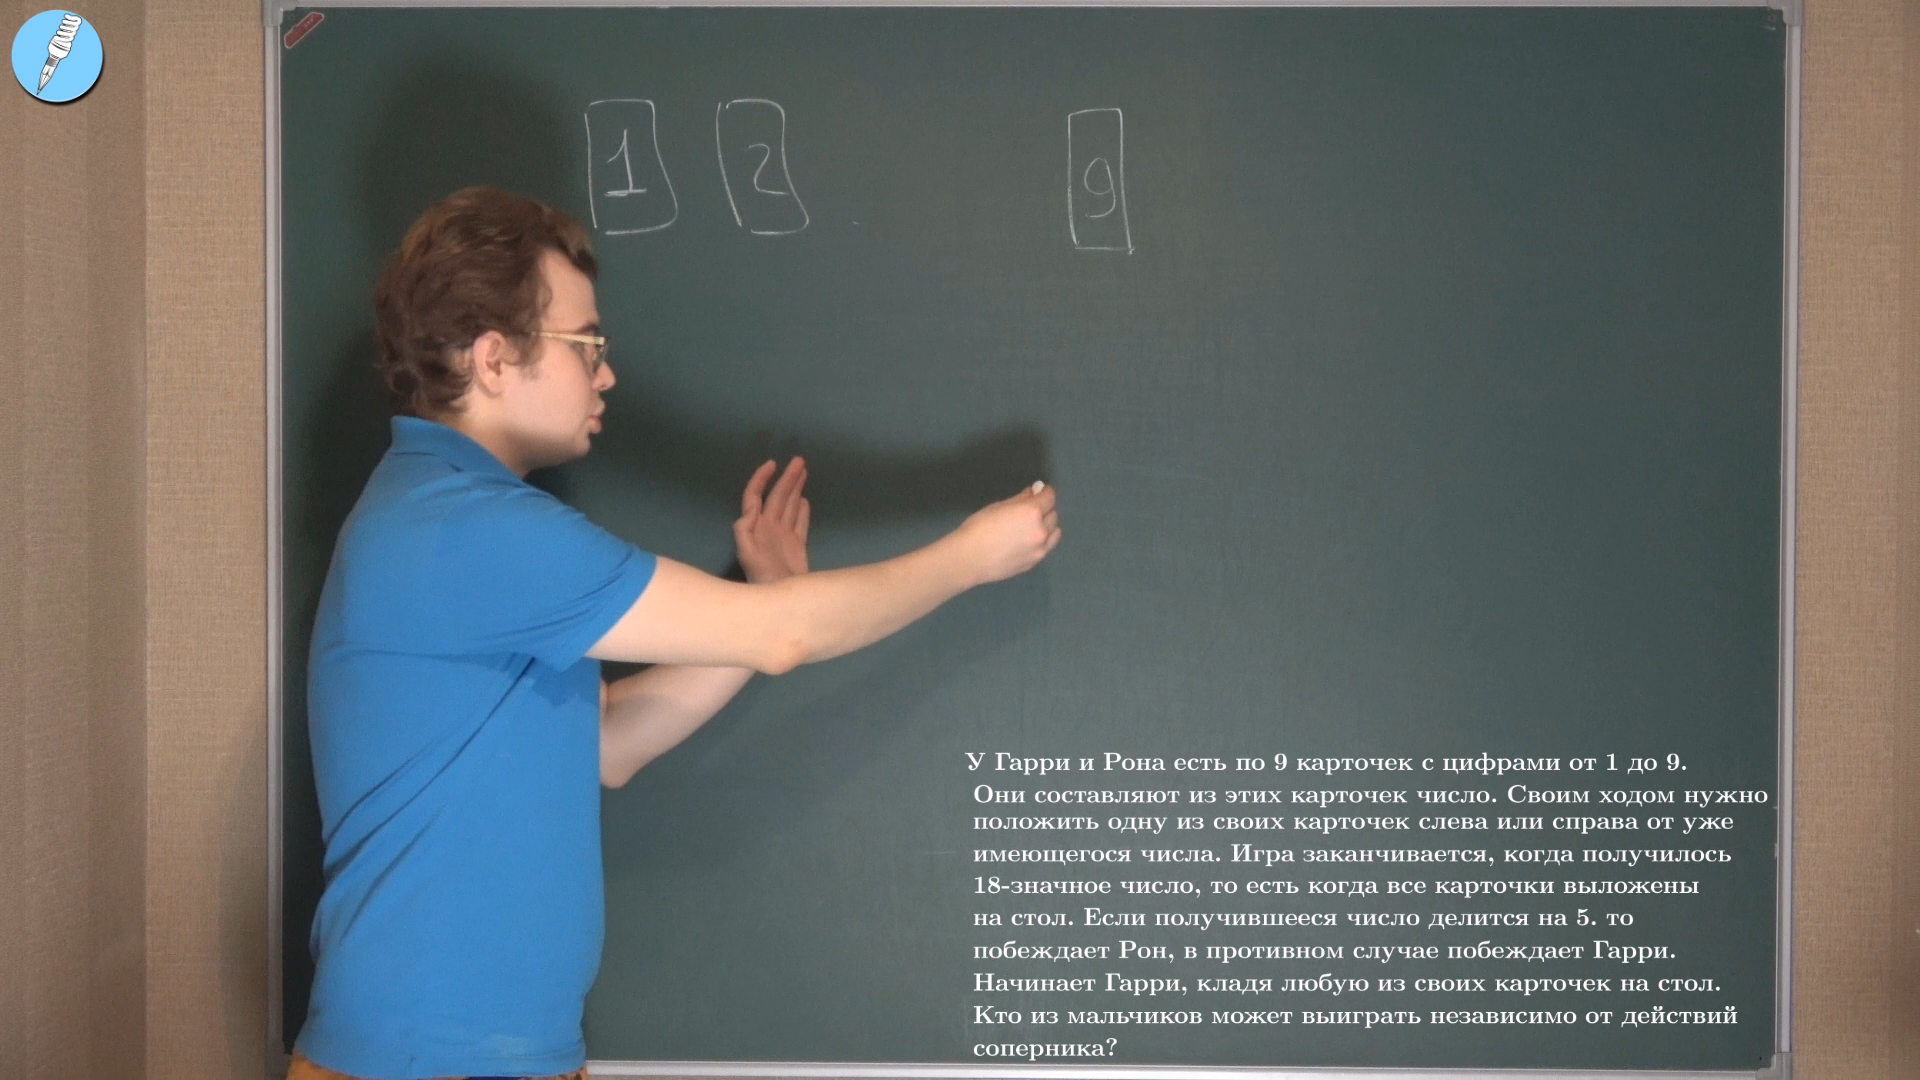 1 2 9
У Гарри и Рона есть по 9 карточек с цифрами от 1 до 9.
Они составляют из этих карточек число. Своим ходом нужно
положить одну из своих карточек слева или справа от уже
имеющегося числа. Игра заканчивается, когда получилось
18-значное число, то есть когда все карточки выложены
на стол. Если получившееся число делится на 5. то
побеждает Рон, в противном случае побеждает Гарри.
Начинает Гарри, кладя любую из своих карточек на стол.
Кто из мальчиков может выиграть независимо от действий
соперника?